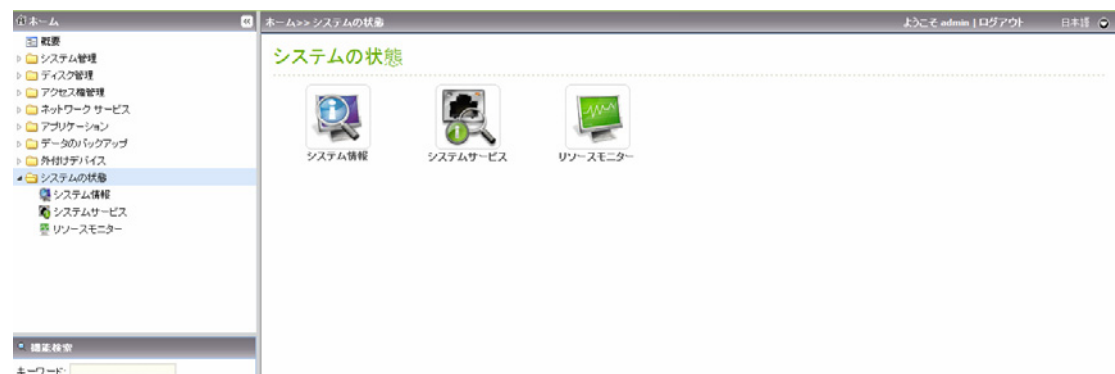 ホーム
ホーム>> システムの状態
ようこそ admin | ログアウト
日本語
概要
システム管理
ディスク管理
アクセス権管理
ネットワーク サービス
アプリケーション
データのバックアップ
外付けデバイス
システムの状態
システム情報
システムサービス
リソースモニター
システムの状態
システム情報
システムサービス
リソースモニター
機能検索
キーワード: